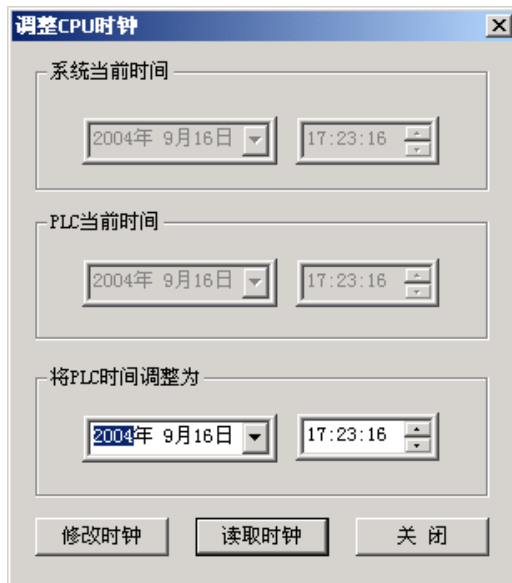 调整CPU时钟
系统当前时间
2004年 9月16日 17:23:16
PLC当前时间
2004年 9月16日 17:23:16
将PLC时间调整为
2004年 9月16日 17:23:16
修改时钟 读取时钟 关 闭